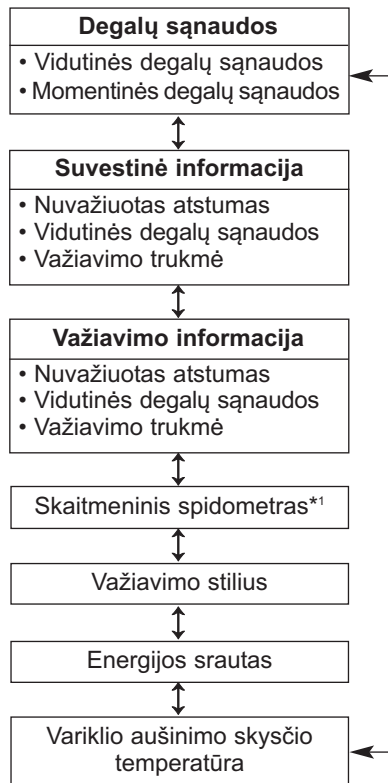 Degalų sąnaudos
• Vidutinės degalų sąnaudos
• Momentinės degalų sąnaudos
Suvestinė informacija
• Nuvažiuotas atstumas
• Vidutinės degalų sąnaudos
• Važiavimo trukmė
Važiavimo informacija
• Nuvažiuotas atstumas
• Vidutinės degalų sąnaudos
• Važiavimo trukmė
Skaitmeninis spidometras*¹
Važiavimo stilius
Energijos srautas
Variklio aušinimo skysčio
temperatūra